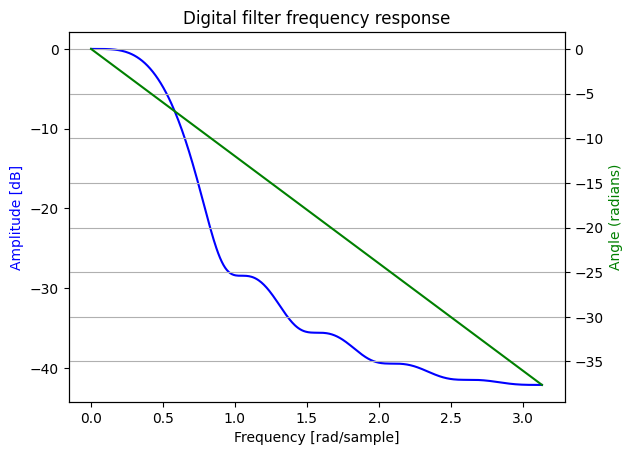 Digital filter frequency response
Amplitude [dB]
0
−10
−20
−30
−40
0.0 0.5 1.0 1.5 2.0 2.5 3.0
Frequency [rad/sample]
0
−5
−10
−15
−20
−25
−30
−35
Angle (radians)